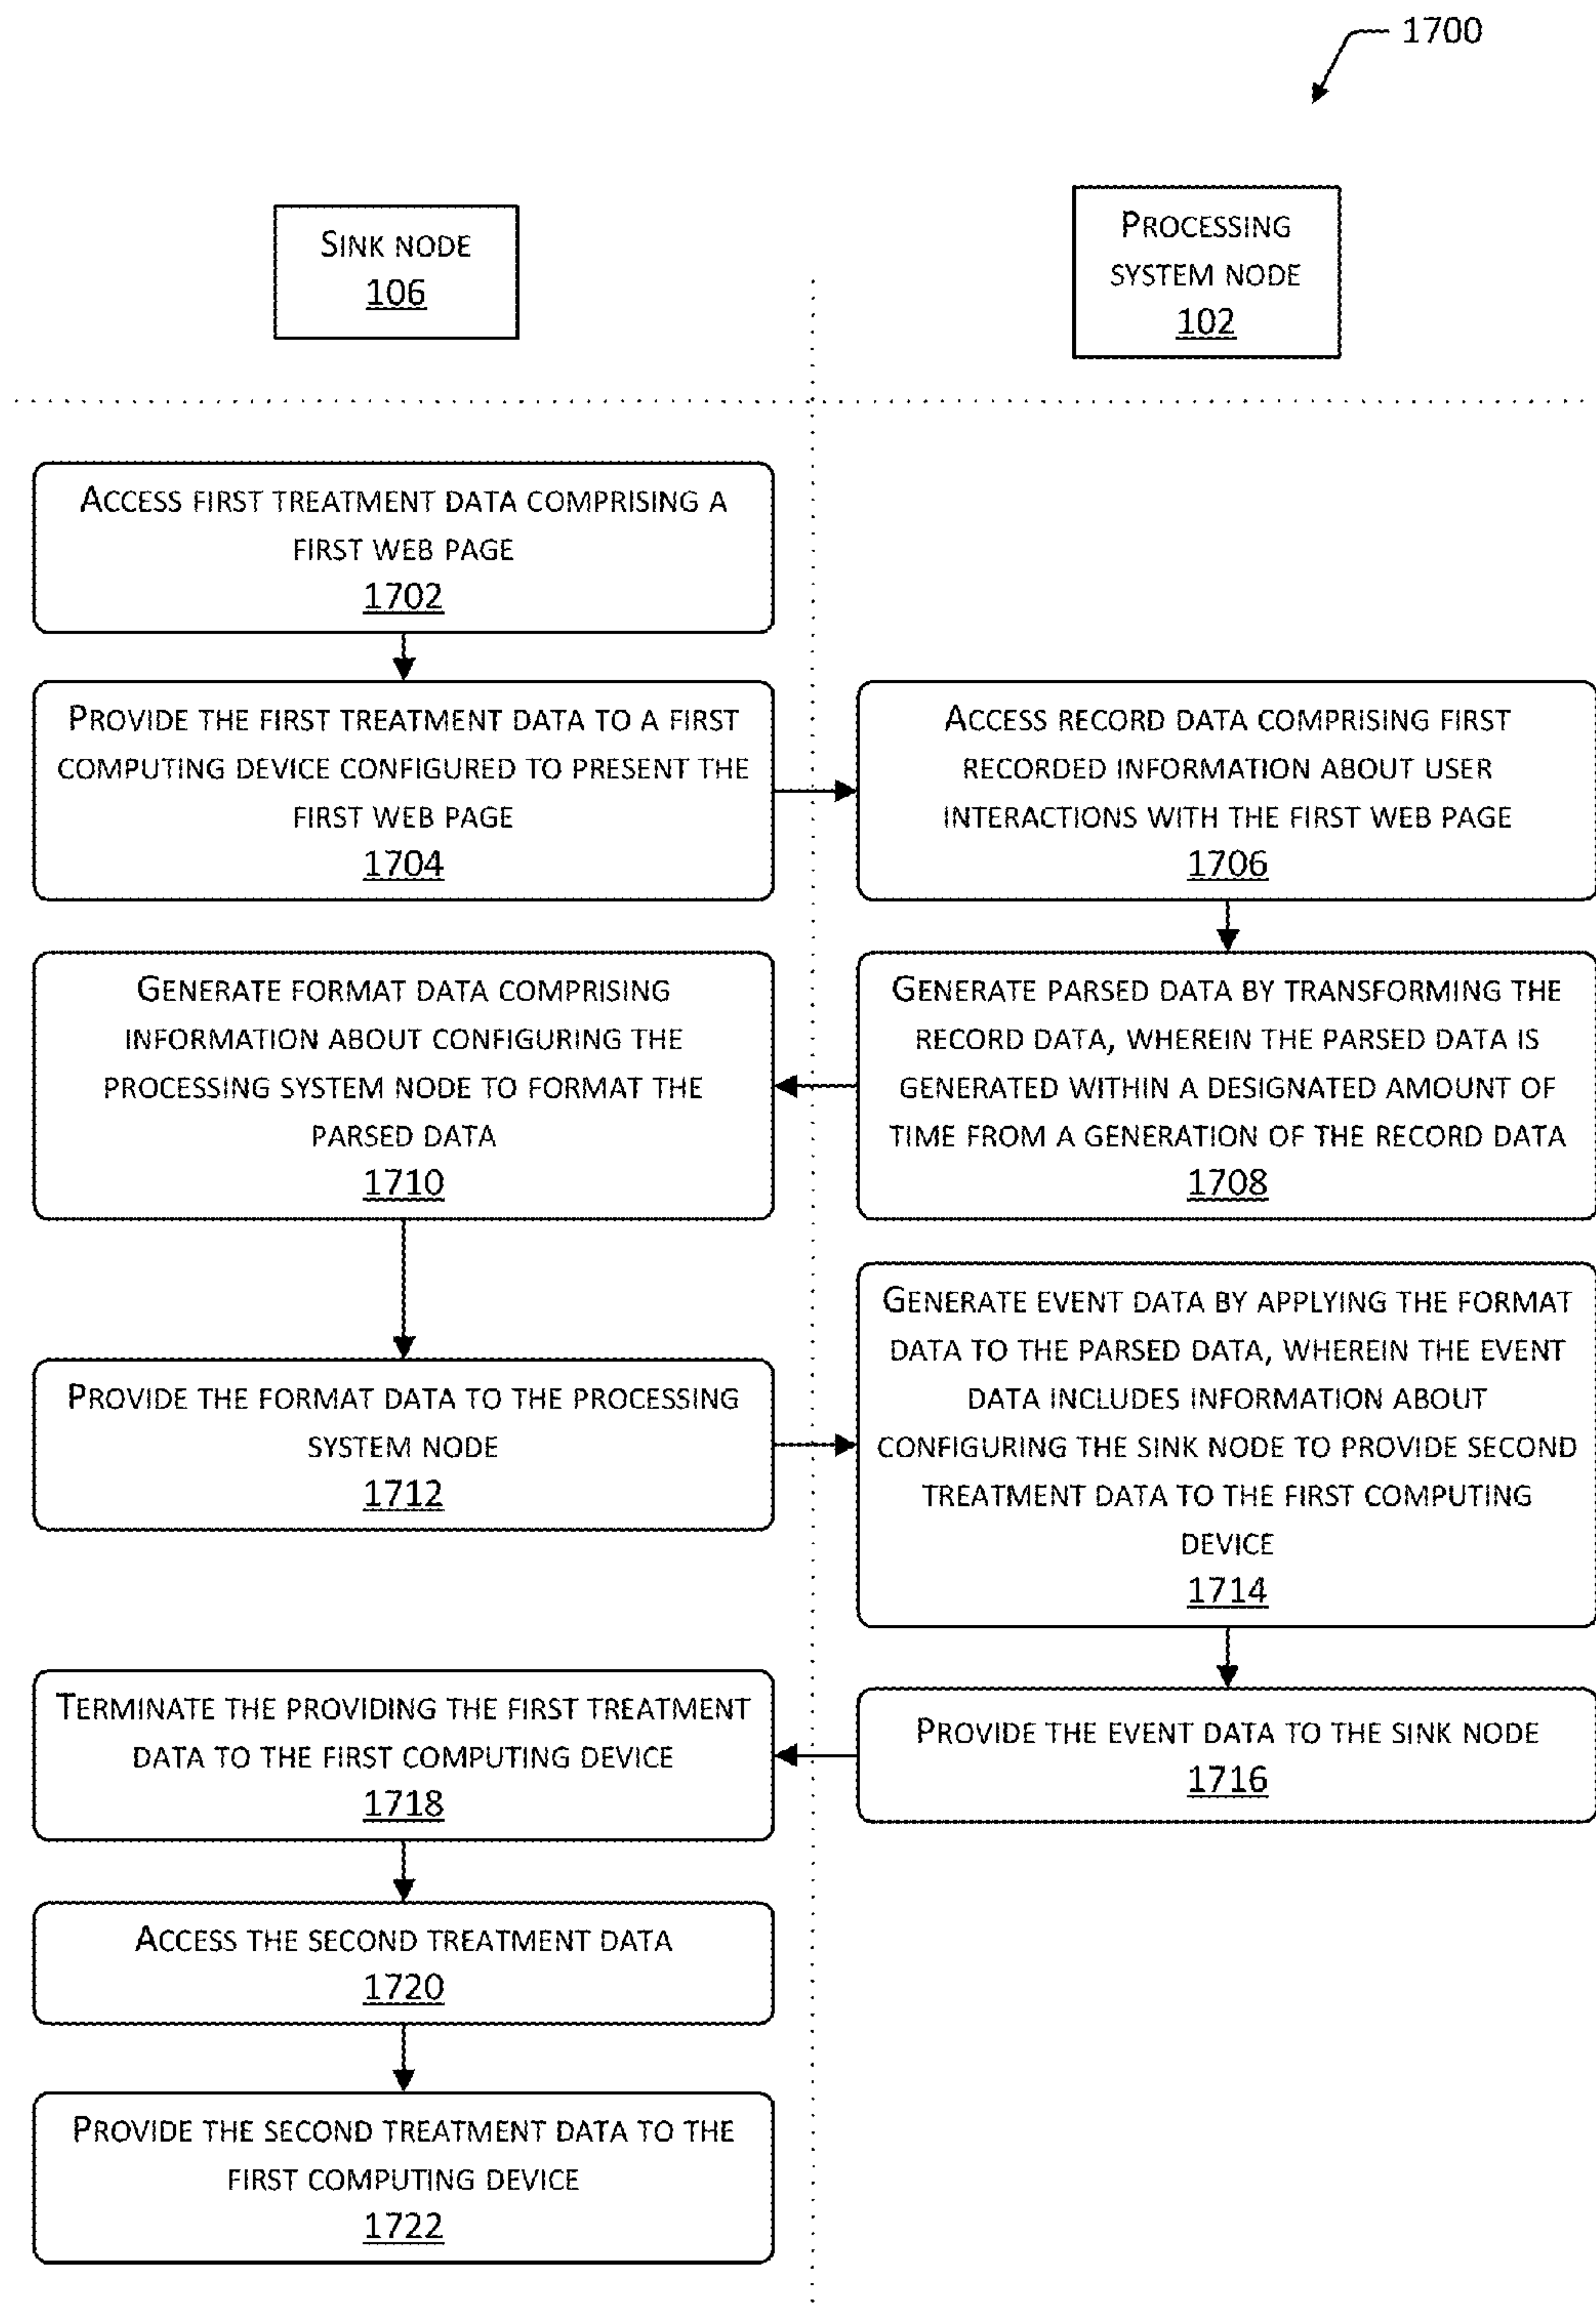 1700
SINK NODE
106
PROCESSING
SYSTEM NODE
102
ACCESS FIRST TREATMENT DATA COMPRISING A
FIRST WEB PAGE
1702
PROVIDE THE FIRST TREATMENT DATA TO A FIRST
COMPUTING DEVICE CONFIGURED TO PRESENT THE
FIRST WEB PAGE
1704
ACCESS RECORD DATA COMPRISING FIRST
RECORDED INFORMATION ABOUT USER
INTERACTIONS WITH THE FIRST WEB PAGE
1706
GENERATE PARSED DATA BY TRANSFORMING THE
RECORD DATA, WHEREIN THE PARSED DATA IS
GENERATED WITHIN A DESIGNATED AMOUNT OF
TIME FROM A GENERATION OF THE RECORD DATA
1708
GENERATE FORMAT DATA COMPRISING
INFORMATION ABOUT CONFIGURING THE
PROCESSING SYSTEM NODE TO FORMAT THE
PARSED DATA
1710
PROVIDE THE FORMAT DATA TO THE PROCESSING
SYSTEM NODE
1712
GENERATE EVENT DATA BY APPLYING THE FORMAT
DATA TO THE PARSED DATA, WHEREIN THE EVENT
DATA INCLUDES INFORMATION ABOUT
CONFIGURING THE SINK NODE TO PROVIDE SECOND
TREATMENT DATA TO THE FIRST COMPUTING
DEVICE
1714
PROVIDE THE EVENT DATA TO THE SINK NODE
1716
TERMINATE THE PROVIDING THE FIRST TREATMENT
DATA TO THE FIRST COMPUTING DEVICE
1718
ACCESS THE SECOND TREATMENT DATA
1720
PROVIDE THE SECOND TREATMENT DATA TO THE
FIRST COMPUTING DEVICE
1722